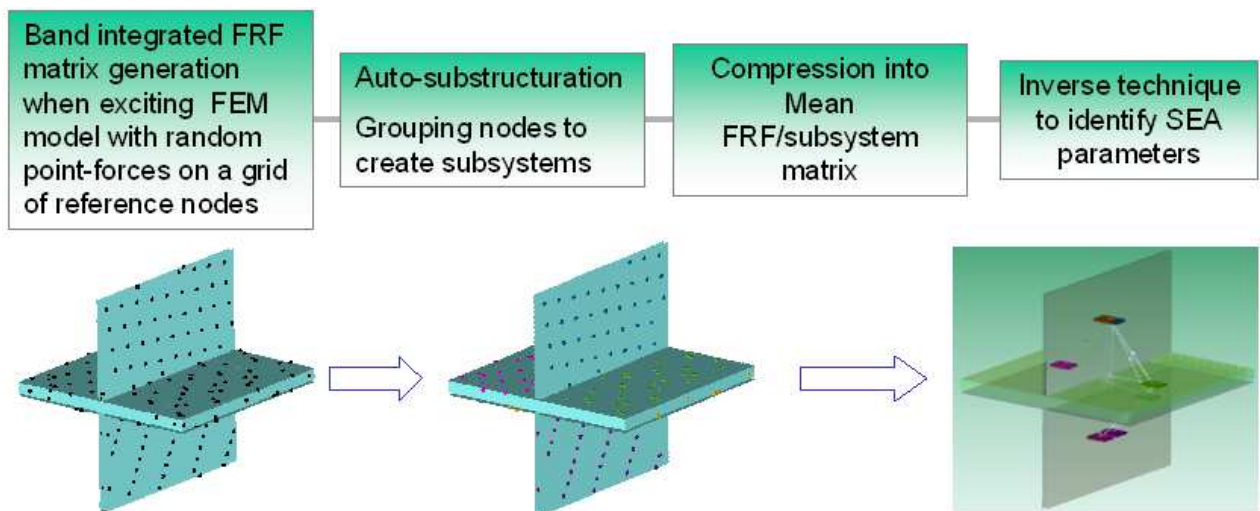 Band integrated FRF
matrix generation
when exciting FEM
model with random
point-forces on a grid
of reference nodes
Auto-substructuration
Grouping nodes to
create subsystems
Compression into
Mean
FRF/subsystem
matrix
Inverse technique
to identify SEA
parameters